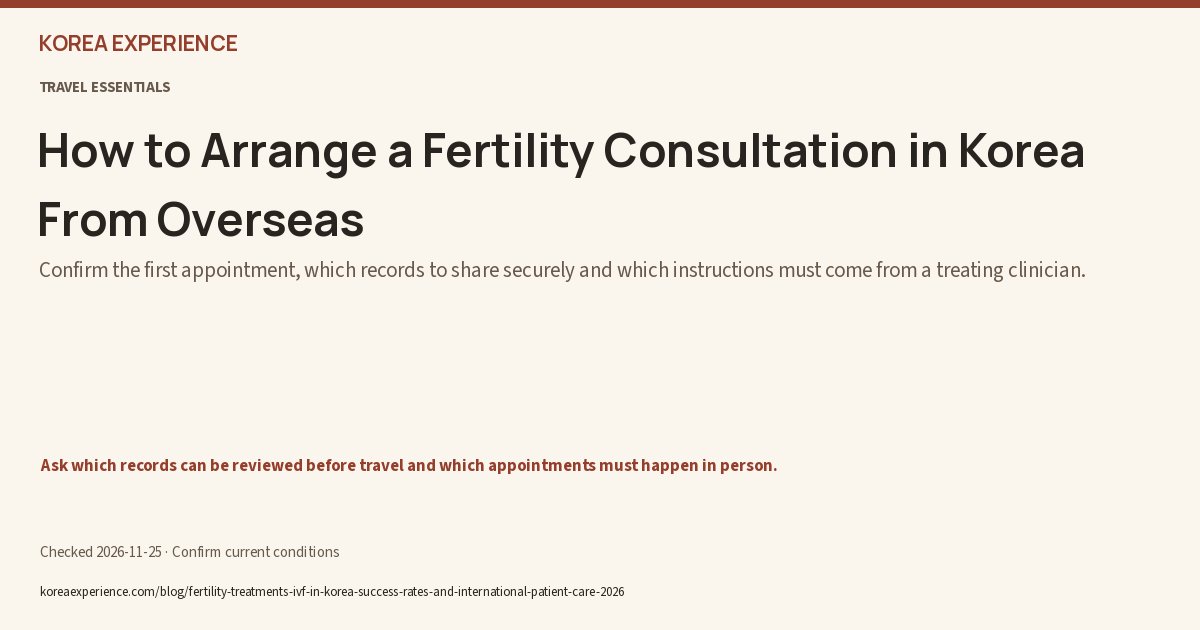 KOREA EXPERIENCE
TRAVEL ESSENTIALS
How to Arrange a Fertility Consultation in Korea
From Overseas
Confirm the first appointment, which records to share securely and which instructions must come from a treating clinician.
Ask which records can be reviewed before travel and which appointments must happen in person.
Checked 2026-11-25 · Confirm current conditions
koreaexperience.com/blog/fertility-treatments-ivf-in-korea-success-rates-and-international-patient-care-2026